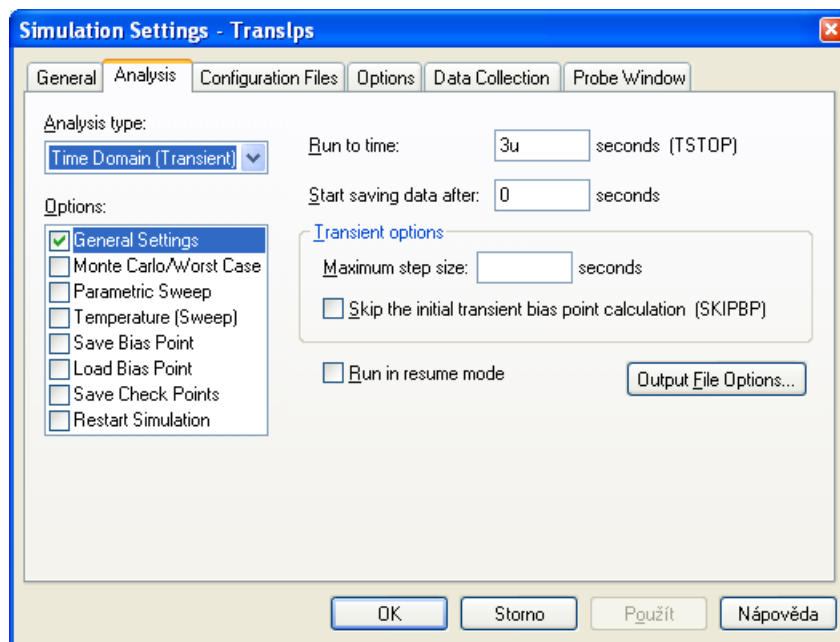 Simulation Settings - Translps
General Analysis Configuration Files Options Data Collection Probe Window
Analysis type:
Time Domain (Transient)
Run to time: 3u seconds (TSTOP)
Start saving data after: 0 seconds
Options:
General Settings
Monte Carlo/Worst Case
Parametric Sweep
Temperature (Sweep)
Save Bias Point
Load Bias Point
Save Check Points
Restart Simulation
Transient options
Maximum step size: seconds
Skip the initial transient bias point calculation (SKIPBP)
Run in resume mode
Output File Options...
OK Storno Použít Nápověda